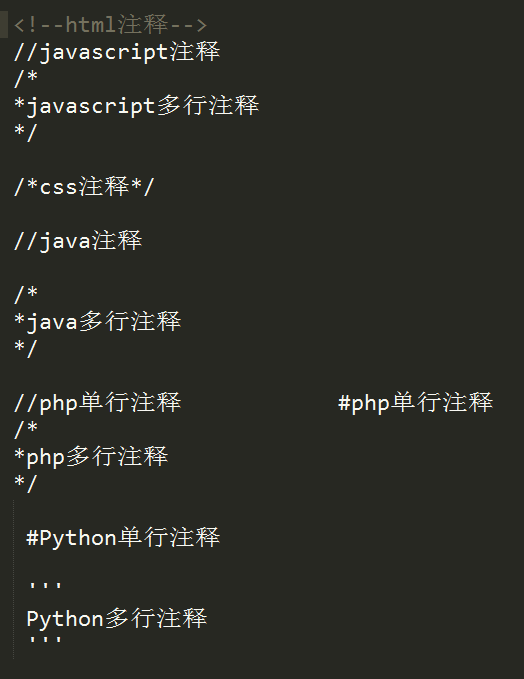 <!--html注释-->
//javascript注释
/*
*javascript多行注释
*/
/*css注释*/
//java注释
/*
*java多行注释
*/
//php单行注释 #php单行注释
/*
*php多行注释
*/
#Python单行注释
'''
Python多行注释
'''